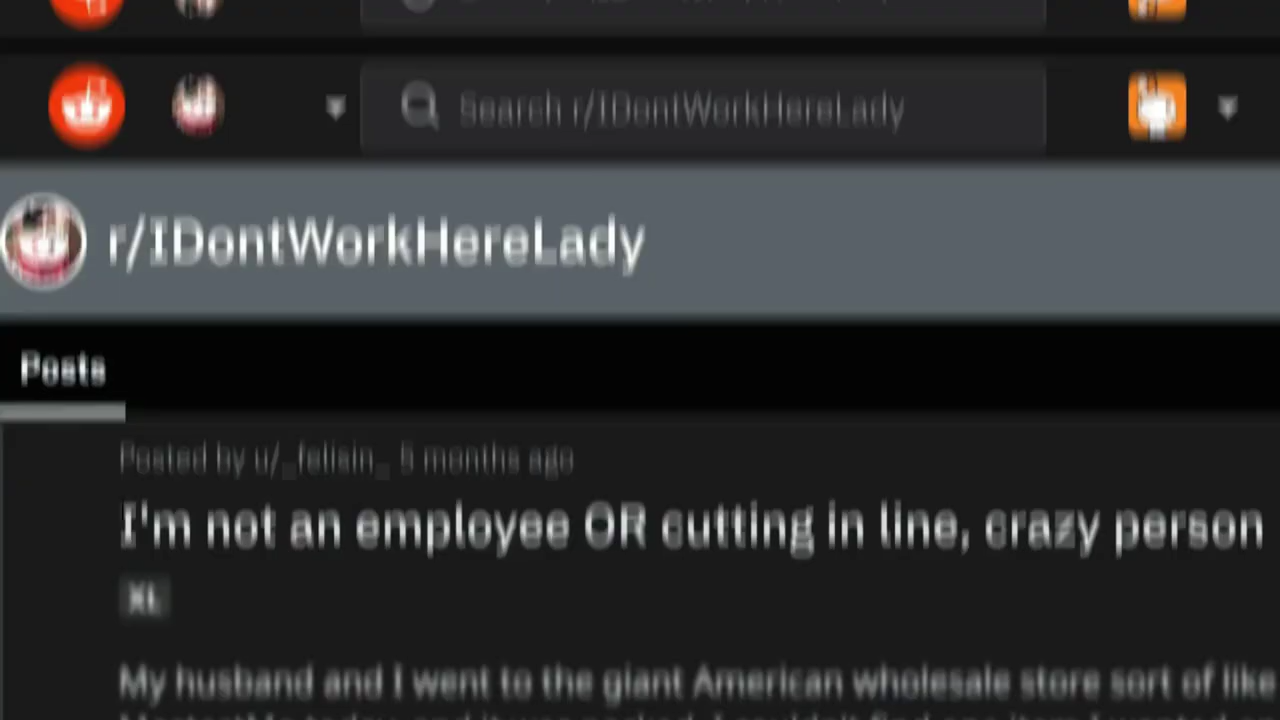 Search r/IDontWorkHereLady
r/IDontWorkHereLady
Posts
Posted by u/_felisin_ 5 months ago
I'm not an employee OR cutting in line, crazy person
XL
My husband and I went to the giant American wholesale store sort of like